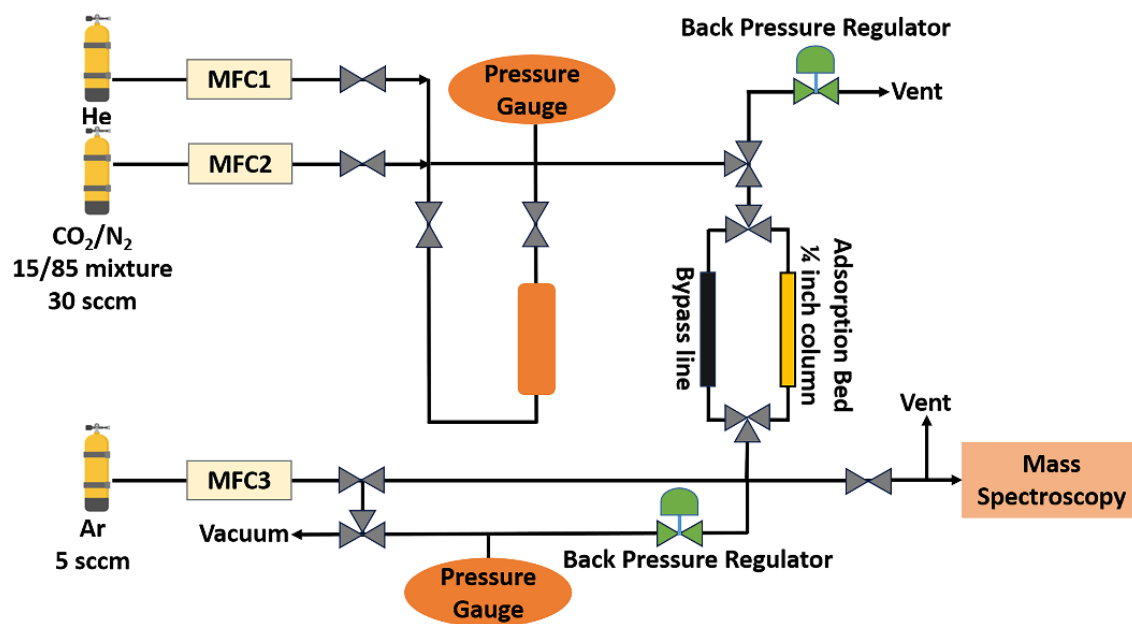 Back Pressure Regulator
Vent
MFC1
He
Pressure
Gauge
MFC2
CO₂/N₂
15/85 mixture
30 sccm
Bypass line
Adsorption Bed
¼ inch column
Vent
Mass
Spectroscopy
MFC3
Ar
5 sccm
Vacuum
Back Pressure Regulator
Pressure
Gauge